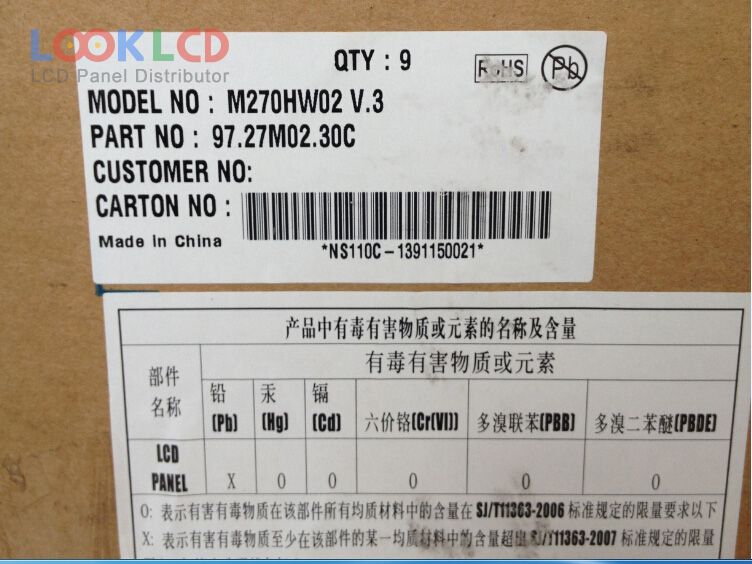 LOOKLCD
LCD Panel Distributor
QTY : 9
RoHS
Pb
MODEL NO : M270HW02 V.3
PART NO : 97.27M02.30C
CUSTOMER NO:
CARTON NO :
Made in China
*NS110C-1391150021*
产品中有毒有害物质或元素的名称及含量
部件名称
有毒有害物质或元素
铅(Pb) 汞(Hg) 镉(Cd) 六价铬(Cr(VI)) 多溴联苯(PBB) 多溴二苯醚(PBDE)
LCD PANEL X O O O O O
O: 表示有害有毒物质在该部件所有均质材料中的含量在 SJ/T11363-2006 标准规定的限量要求以下
X: 表示有害有毒物质至少在该部件的某一均质材料中的含量超出 SJ/T11363-2007 标准规定的限量